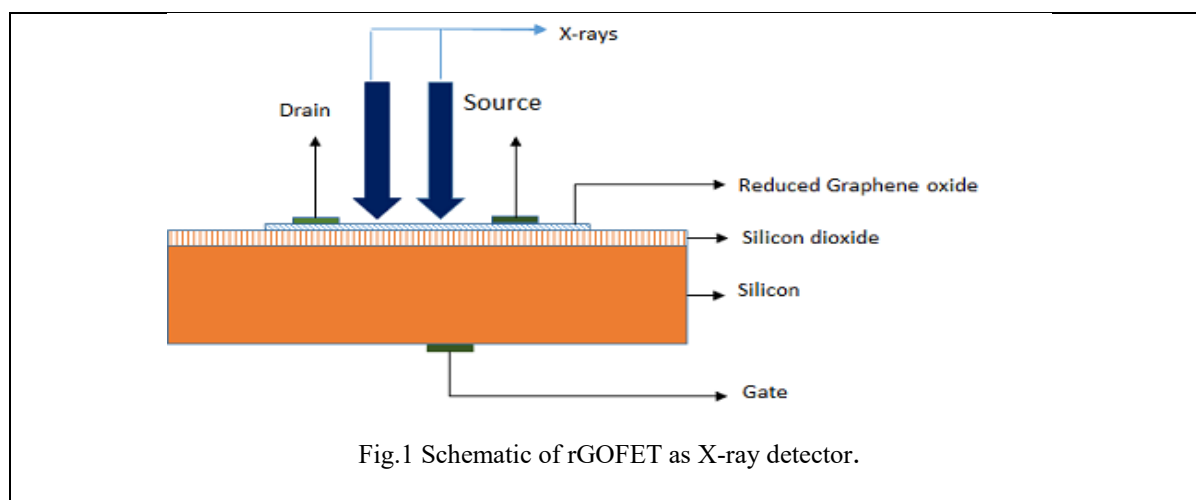 X-rays
Drain
Source
Reduced Graphene oxide
Silicon dioxide
Silicon
Gate
Fig.1 Schematic of rGOFET as X-ray detector.